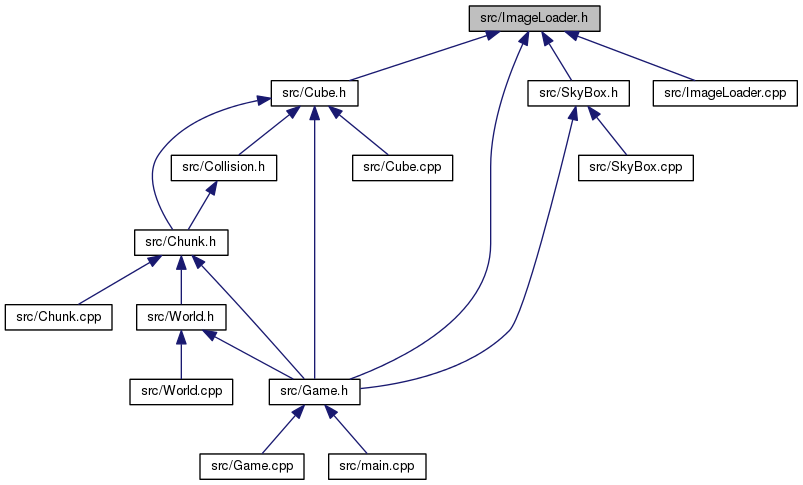 src/ImageLoader.h
src/Cube.h
src/SkyBox.h
src/ImageLoader.cpp
src/Collision.h
src/Cube.cpp
src/SkyBox.cpp
src/Chunk.h
src/Chunk.cpp
src/World.h
src/World.cpp
src/Game.h
src/Game.cpp
src/main.cpp